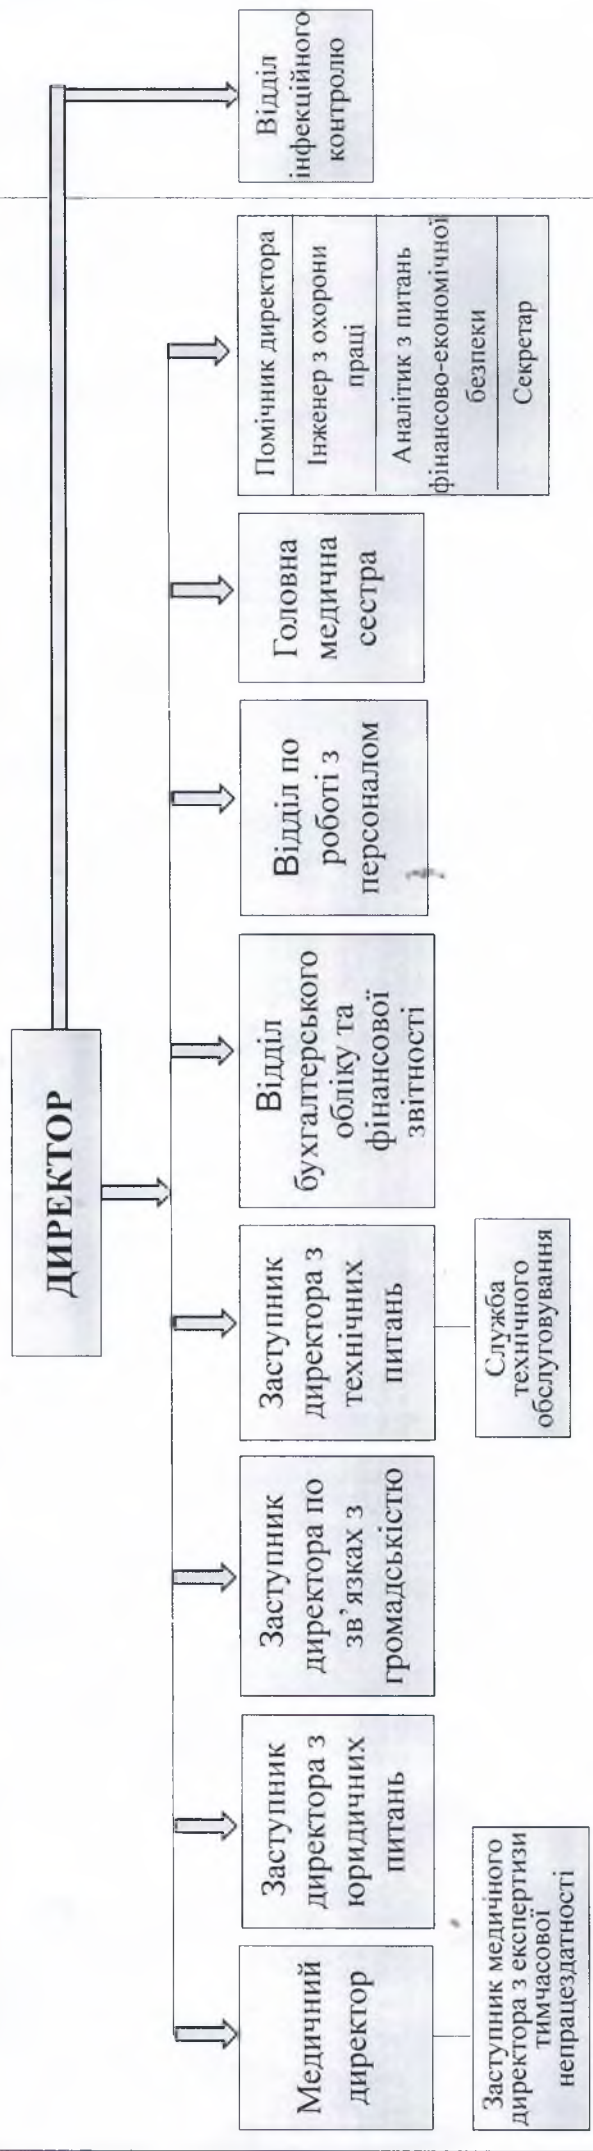 ДИРЕКТОР
Медичний
директор
Заступник
директора з
юридичних
питань
Заступник
директора по
зв’язках з
громадськістю
Заступник
директора з
технічних
питань
Відділ
бухгалтерського
обліку та
фінансової
звітності
Відділ по
роботі з
персоналом
Головна
медична
сестра
Помічник директора
Інженер з охорони
праці
Аналітик з питань
фінансово-економічної
безпеки
Секретар
Відділ
інфекційного
контролю
Заступник медичного
директора з експертизи
тимчасової
непрацездатності
Служба
технічного
обслуговування